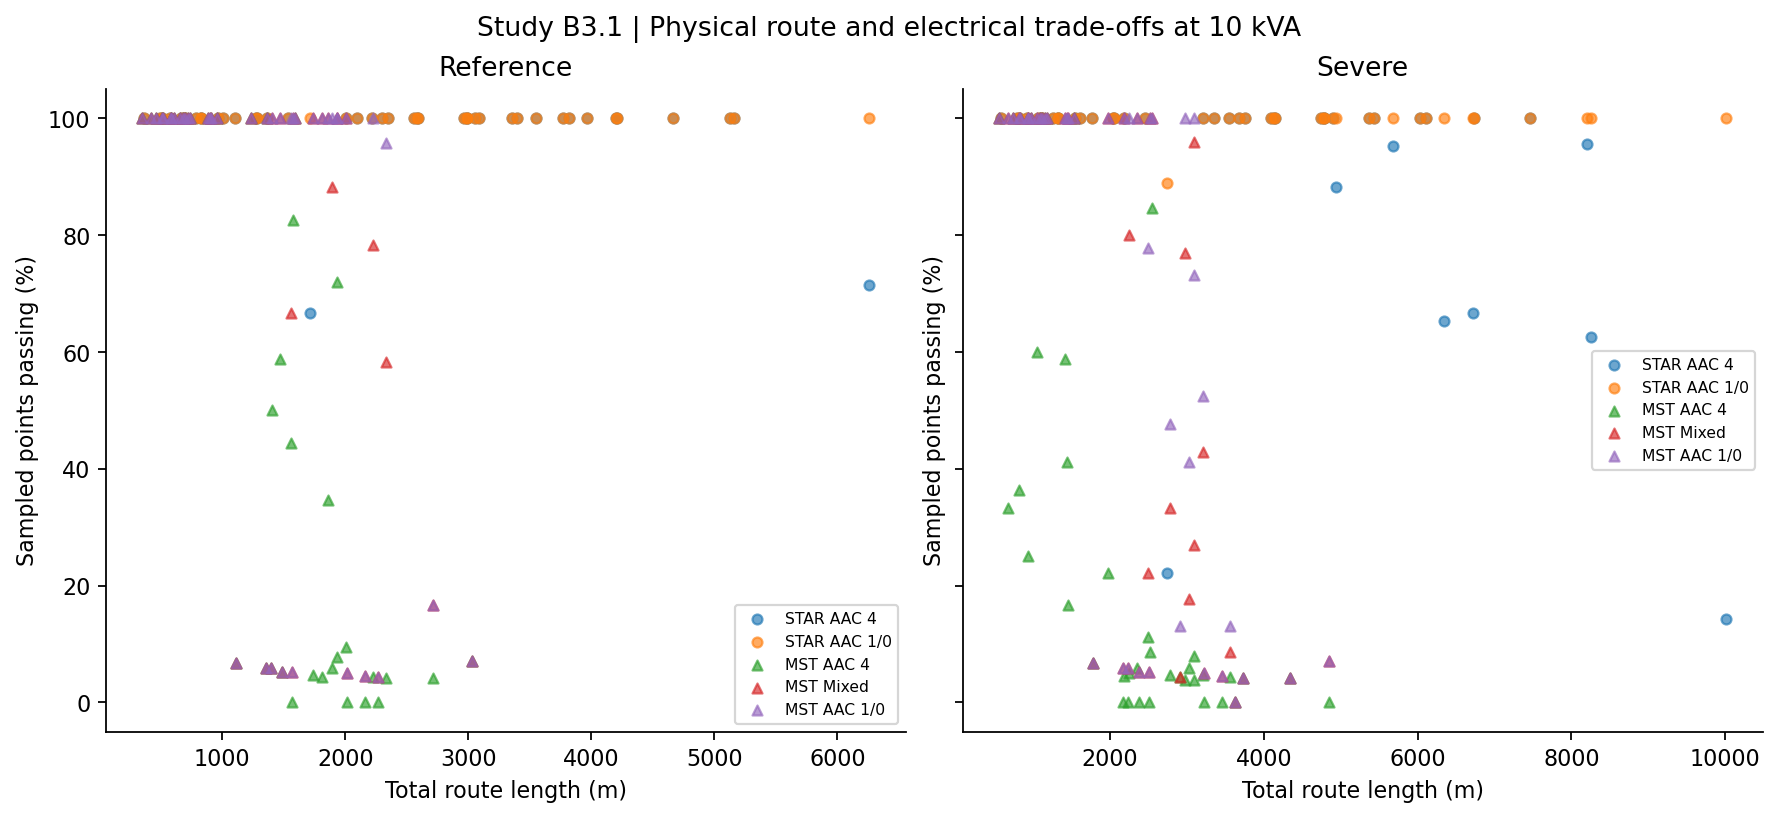 Study B3.1 | Physical route and electrical trade-offs at 10 kVA
Reference
Sampled points passing (%)
100
80
60
40
20
0
1000 2000 3000 4000 5000 6000
Total route length (m)
STAR AAC 4
STAR AAC 1/0
MST AAC 4
MST Mixed
MST AAC 1/0
Severe
Sampled points passing (%)
2000 4000 6000 8000 10000
Total route length (m)
STAR AAC 4
STAR AAC 1/0
MST AAC 4
MST Mixed
MST AAC 1/0